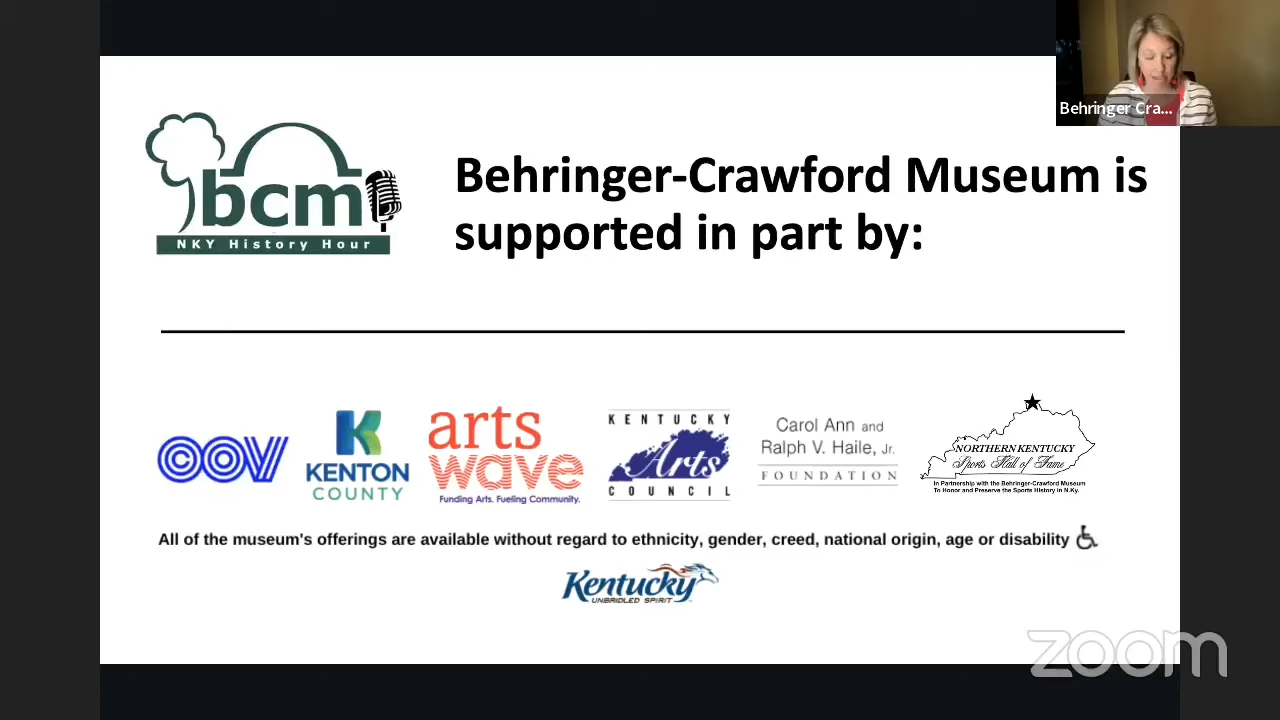 Behringer Cra...
bcm
NKY History Hour
Behringer-Crawford Museum is
supported in part by:
COV
KENTON
COUNTY
arts
wave
Funding Arts. Fueling Community.
KENTUCKY
Arts
COUNCIL
Carol Ann and
Ralph V. Haile, Jr.
FOUNDATION
NORTHERN KENTUCKY
Sports Hall of Fame
In Partnership with the Behringer-Crawford Museum
To Honor and Preserve the Sports History in N.Ky.
All of the museum's offerings are available without regard to ethnicity, gender, creed, national origin, age or disability
Kentucky
UNBRIDLED SPIRIT
zoom